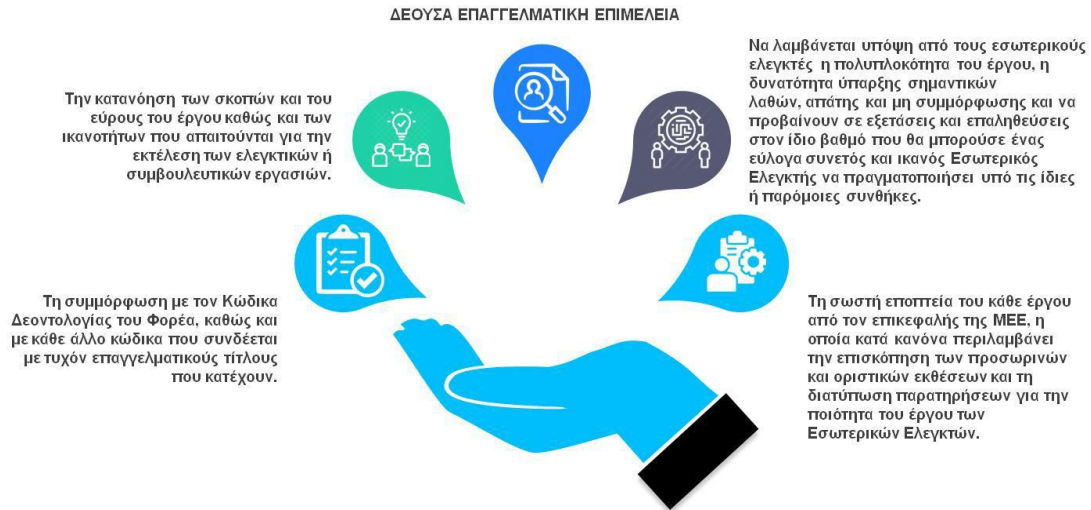 ΔΕΟΥΣΑ ΕΠΑΓΓΕΛΜΑΤΙΚΗ ΕΠΙΜΕΛΕΙΑ
Την κατανόηση των σκοπών και του
εύρους του έργου καθώς και των
ικανοτήτων που απαιτούνται για την
εκτέλεση των ελεγκτικών ή
συμβουλευτικών εργασιών.
Να λαμβάνεται υπόψη από τους εσωτερικούς
ελεγκτές η πολυπλοκότητα του έργου, η
δυνατότητα ύπαρξης σημαντικών
λαθών, απάτης και μη συμμόρφωσης και να
προβαίνουν σε εξετάσεις και επαληθεύσεις
στον ίδιο βαθμό που θα μπορούσε ένας
εύλογα συνετός και ικανός Εσωτερικός
Ελεγκτής να πραγματοποιήσει υπό τις ίδιες
ή παρόμοιες συνθήκες.
Τη συμμόρφωση με τον Κώδικα
Δεοντολογίας του Φορέα, καθώς και
με κάθε άλλο κώδικα που συνδέεται
με τυχόν επαγγελματικούς τίτλους
που κατέχουν.
Τη σωστή εποπτεία του κάθε έργου
από τον επικεφαλής της ΜΕΕ, η
οποία κατά κανόνα περιλαμβάνει
την επισκόπηση των προσωρινών
και οριστικών εκθέσεων και τη
διατύπωση παρατηρήσεων για την
ποιότητα του έργου των
Εσωτερικών Ελεγκτών.